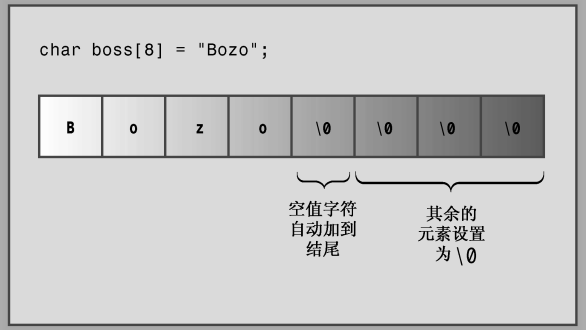 char boss[8] = "Bozo";
B o z o \0 \0 \0 \0
空值字符
自动加到
结尾
其余的
元素设置
为 \0